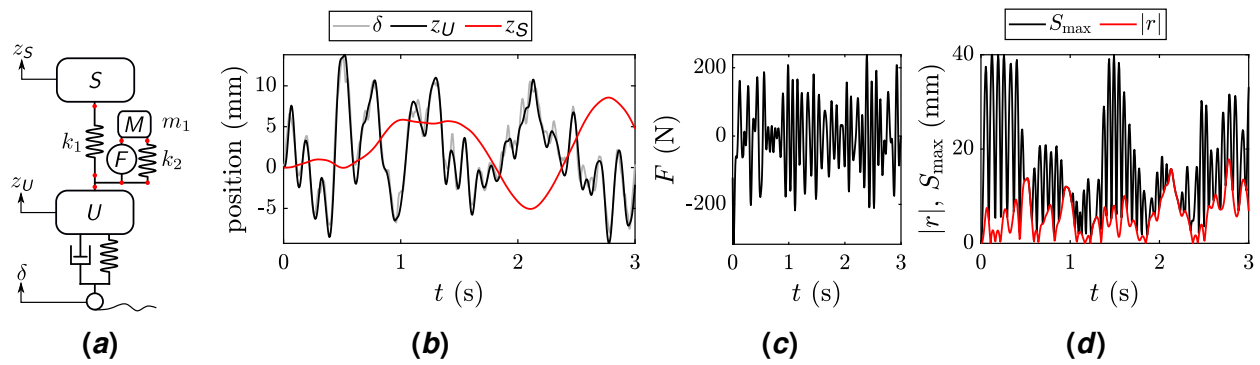 z_S
S
k_1
M
m_1
F
k_2
z_U
U
δ
(a)
δ z_U z_S
position (mm)
10
5
0
-5
0 1 2 3
t (s)
(b)
F (N)
200
0
-200
0 1 2 3
t (s)
(c)
S_max |r|
|r|, S_max (mm)
40
20
0
0 1 2 3
t (s)
(d)